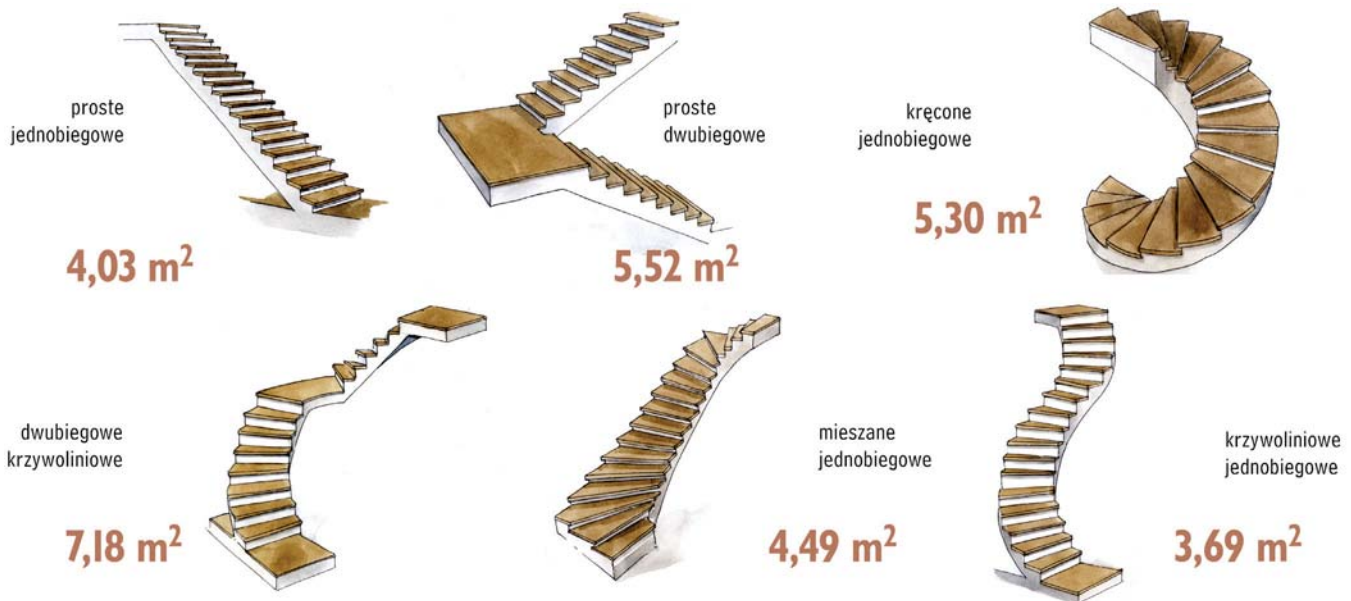 proste
jednobiegowe
4,03 m²
proste
dwubiegowe
5,52 m²
kręcone
jednobiegowe
5,30 m²
dwubiegowe
krzywoliniowe
7,18 m²
mieszane
jednobiegowe
4,49 m²
krzywoliniowe
jednobiegowe
3,69 m²